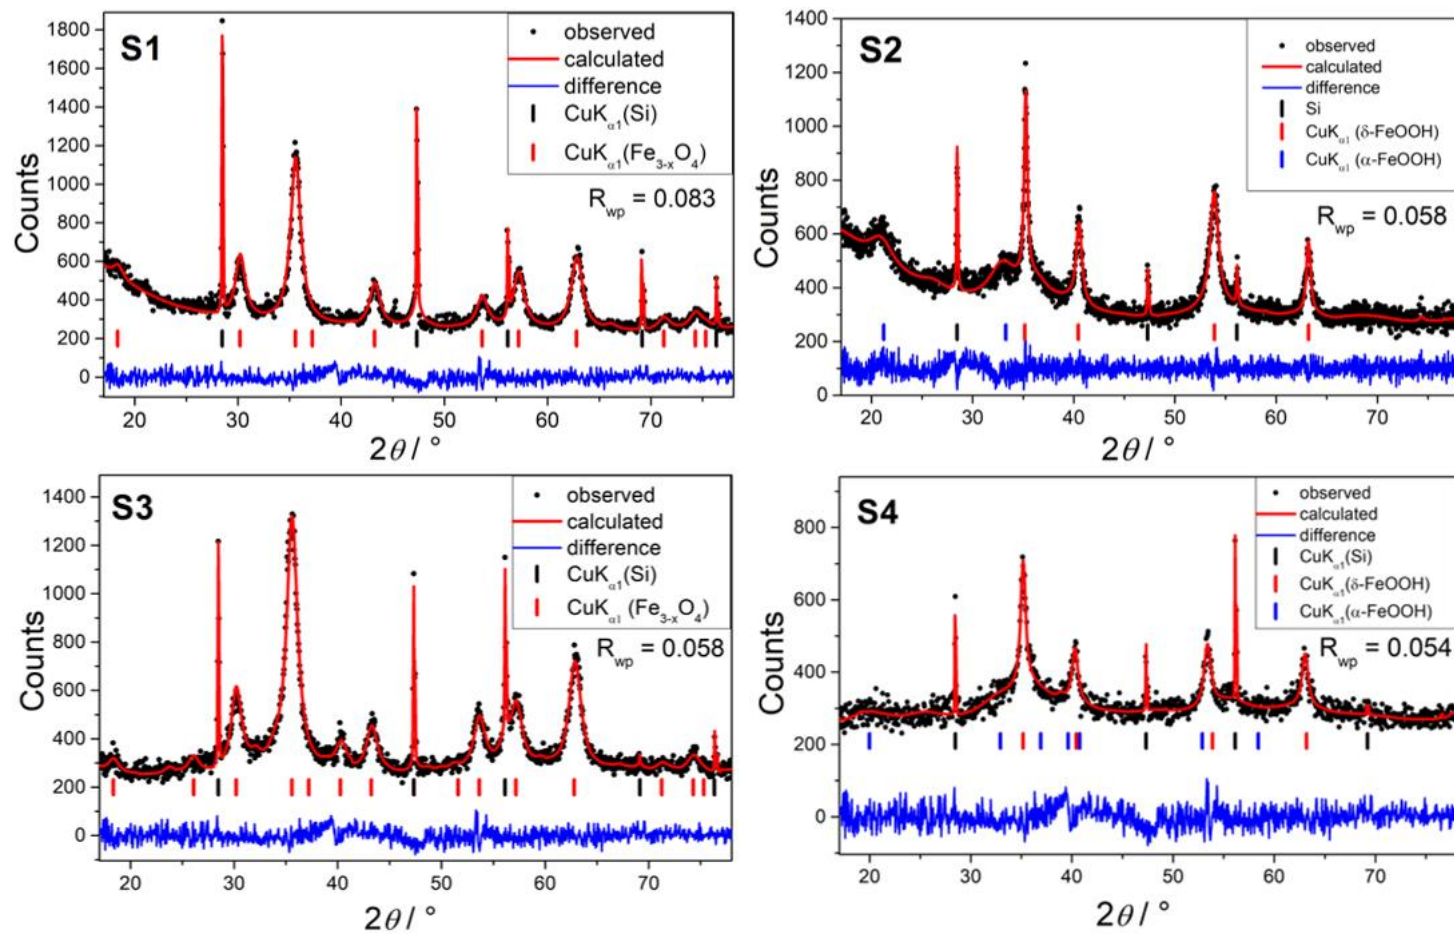 S1
observed
calculated
difference
CuKα1(Si)
CuKα1(Fe3-xO4)
Rwp = 0.083
Counts
1800
1600
1400
1200
1000
800
600
400
200
0
20 30 40 50 60 70
2θ / °
S2
observed
calculated
difference
Si
CuKα1 (δ-FeOOH)
CuKα1 (α-FeOOH)
Rwp = 0.058
Counts
1400
1200
1000
800
600
400
200
0
20 30 40 50 60 70
2θ / °
S3
observed
calculated
difference
CuKα1(Si)
CuKα1 (Fe3-xO4)
Rwp = 0.058
Counts
1400
1200
1000
800
600
400
200
0
20 30 40 50 60 70
2θ / °
S4
observed
calculated
difference
CuKα1(Si)
CuKα1(δ-FeOOH)
CuKα1(α-FeOOH)
Rwp = 0.054
Counts
800
600
400
200
0
20 30 40 50 60 70
2θ / °